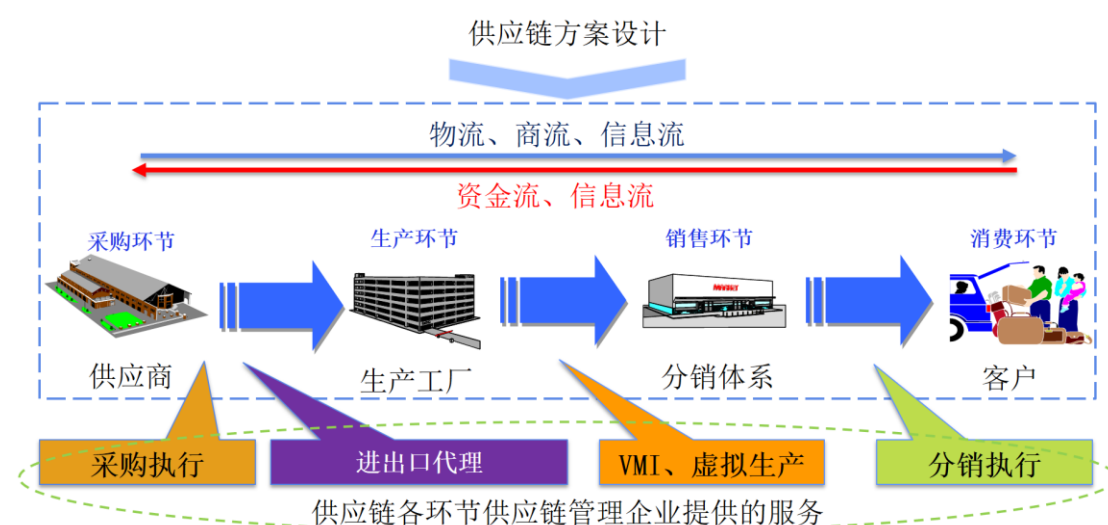 供应链方案设计
物流、商流、信息流
资金流、信息流
采购环节
生产环节
销售环节
消费环节
供应商
生产工厂
分销体系
客户
采购执行
进出口代理
VMI、虚拟生产
分销执行
供应链各环节供应链管理企业提供的服务